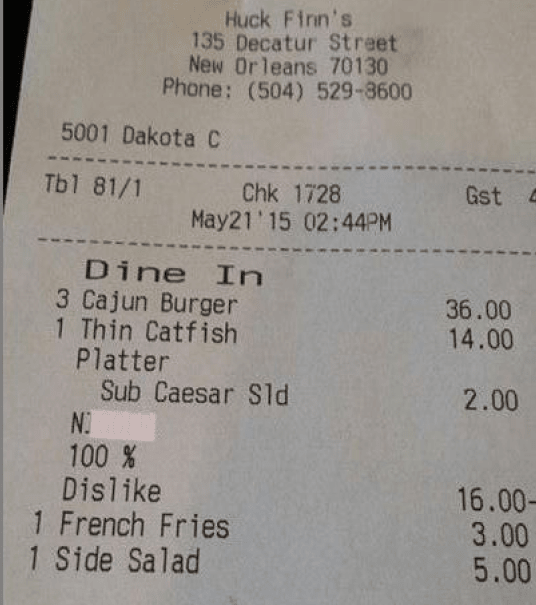 Huck Finn's
135 Decatur Street
New Orleans 70130
Phone: (504) 529-8600
5001 Dakota C
Tbl 81/1 Chk 1728 Gst
May21'15 02:44PM
Dine In
3 Cajun Burger 36.00
1 Thin Catfish 14.00
Platter
Sub Caesar Sld 2.00
100 %
Dislike 16.00-
1 French Fries 3.00
1 Side Salad 5.00